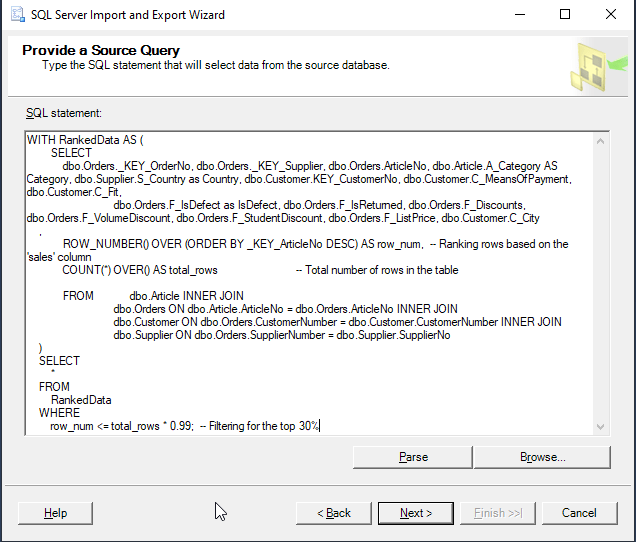 SQL Server Import and Export Wizard
Provide a Source Query
Type the SQL statement that will select data from the source database.
SQL statement:
WITH RankedData AS (
SELECT
dbo.Orders._KEY_OrderNo, dbo.Orders._KEY_Supplier, dbo.Orders.ArticleNo, dbo.Article.A_Category AS
Category, dbo.Supplier.S_Country as Country, dbo.Customer.KEY_CustomerNo, dbo.Customer.C_MeansOfPayment,
dbo.Customer.C_Fit,
dbo.Orders.F_IsDefect as IsDefect, dbo.Orders.F_IsReturned, dbo.Orders.F_Discounts,
dbo.Orders.F_VolumeDiscount, dbo.Orders.F_StudentDiscount, dbo.Orders.F_ListPrice, dbo.Customer.C_City
,
ROW_NUMBER() OVER (ORDER BY _KEY_ArticleNo DESC) AS row_num, -- Ranking rows based on the
'sales' column
COUNT(*) OVER() AS total_rows -- Total number of rows in the table
FROM dbo.Article INNER JOIN
dbo.Orders ON dbo.Article.ArticleNo = dbo.Orders.ArticleNo INNER JOIN
dbo.Customer ON dbo.Orders.CustomerNumber = dbo.Customer.CustomerNumber INNER JOIN
dbo.Supplier ON dbo.Orders.SupplierNumber = dbo.Supplier.SupplierNo
)
SELECT
*
FROM
RankedData
WHERE
row_num <= total_rows * 0.99; -- Filtering for the top 30%
Parse
Browse...
Help
< Back
Next >
Finish >>|
Cancel